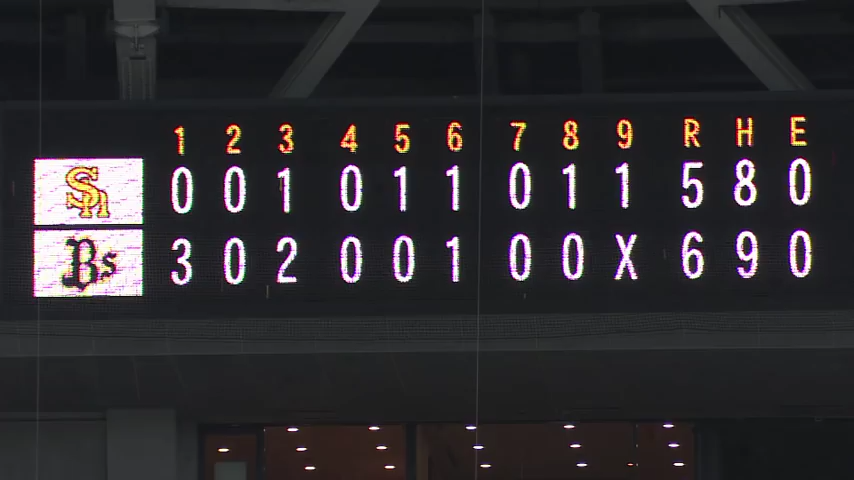 1 2 3 4 5 6 7 8 9 R H E
SH 0 0 1 0 1 1 0 1 1 5 8 0
Bs 3 0 2 0 0 1 0 0 X 6 9 0